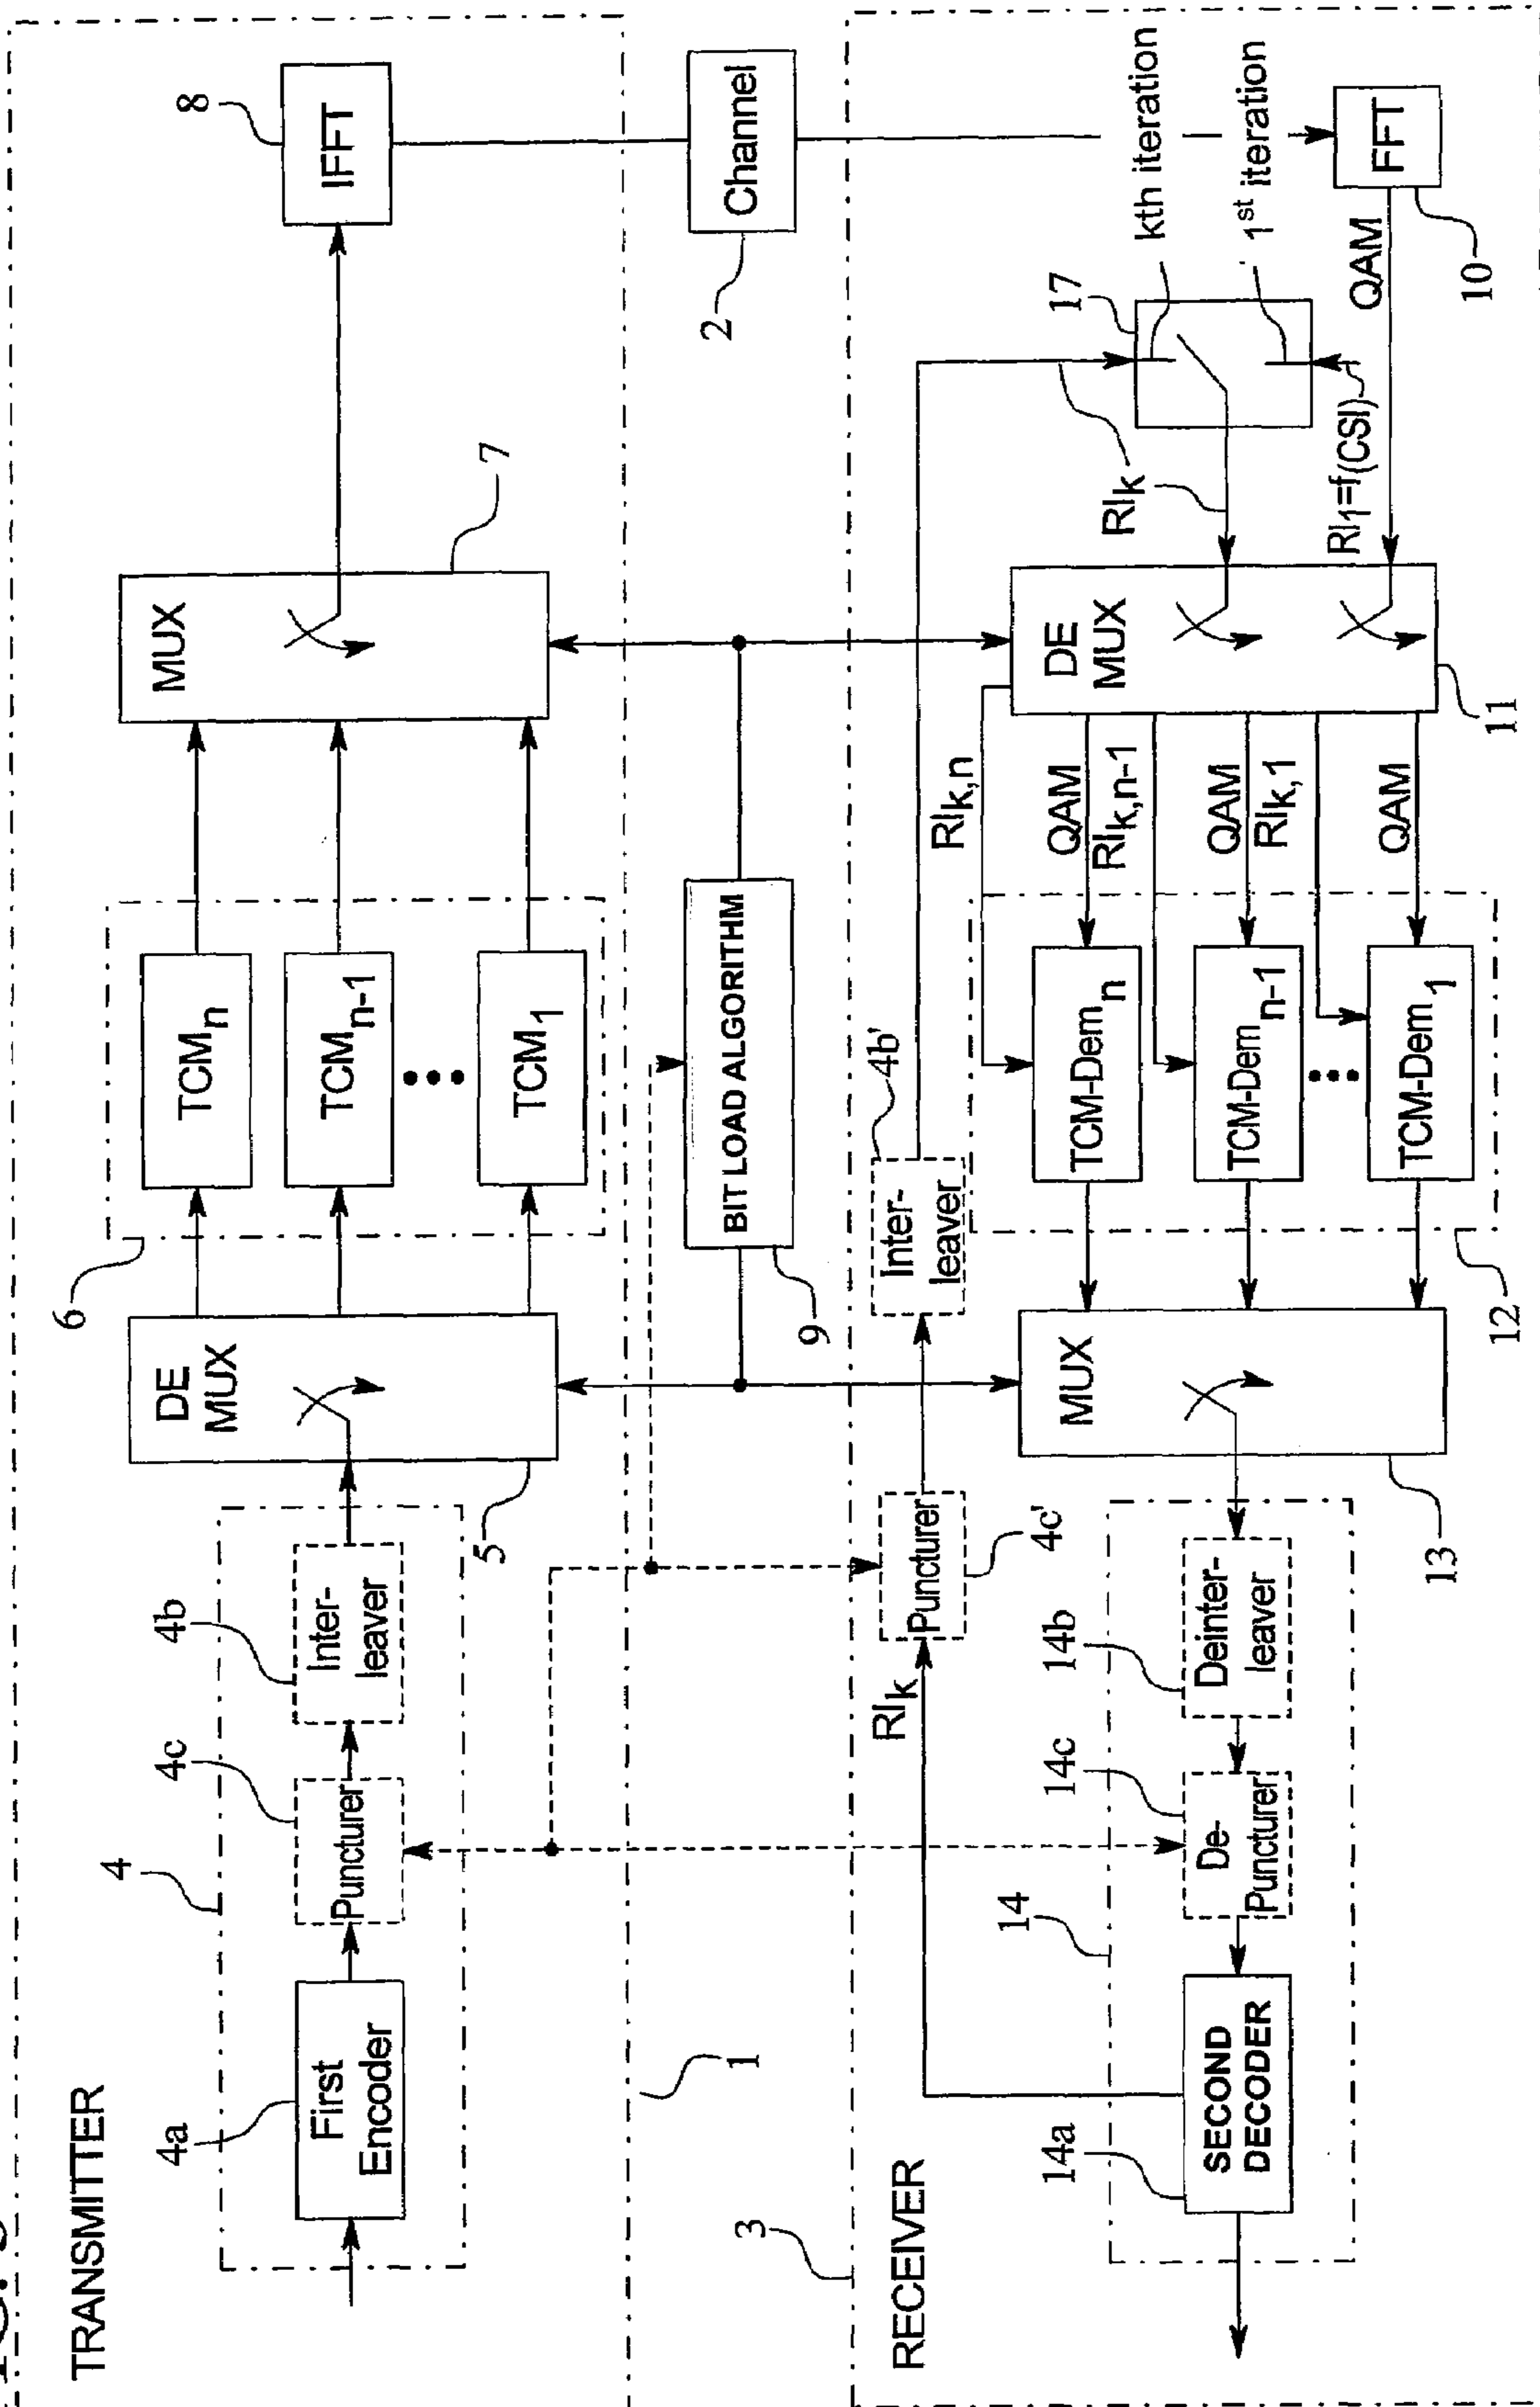 TRANSMITTER
4
4a
First
Encoder
4c
Puncturer
4b
Inter-
leaver
5
DE
MUX
6
TCMn
TCMn-1
TCM1
MUX
7
8
IFFT
1
BIT LOAD ALGORITHM
9
Channel
2
3
RECEIVER
RIk
Puncturer
4c'
Inter-
leaver
4b'
14
14a
SECOND
DECODER
14c
De-
Puncturer
14b
Deinter-
leaver
13
MUX
12
TCM-Demn
TCM-Demn-1
TCM-Dem1
RIk,n
QAM
RIk,n-1
QAM
RIk,1
QAM
DE
MUX
11
RIk
17
kth iteration
1st iteration
RI1=f(CSI)
QAM
10
FFT